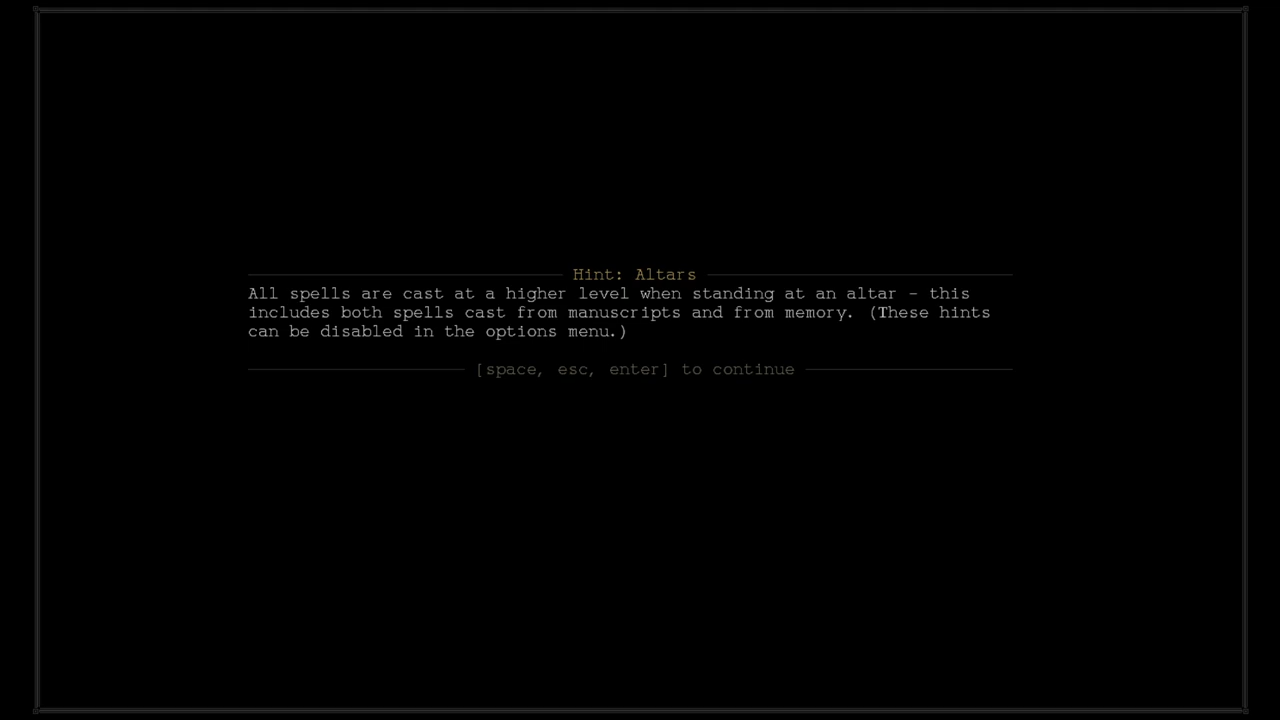 Hint: Altars
All spells are cast at a higher level when standing at an altar - this
includes both spells cast from manuscripts and from memory. (These hints
can be disabled in the options menu.)
[space, esc, enter] to continue